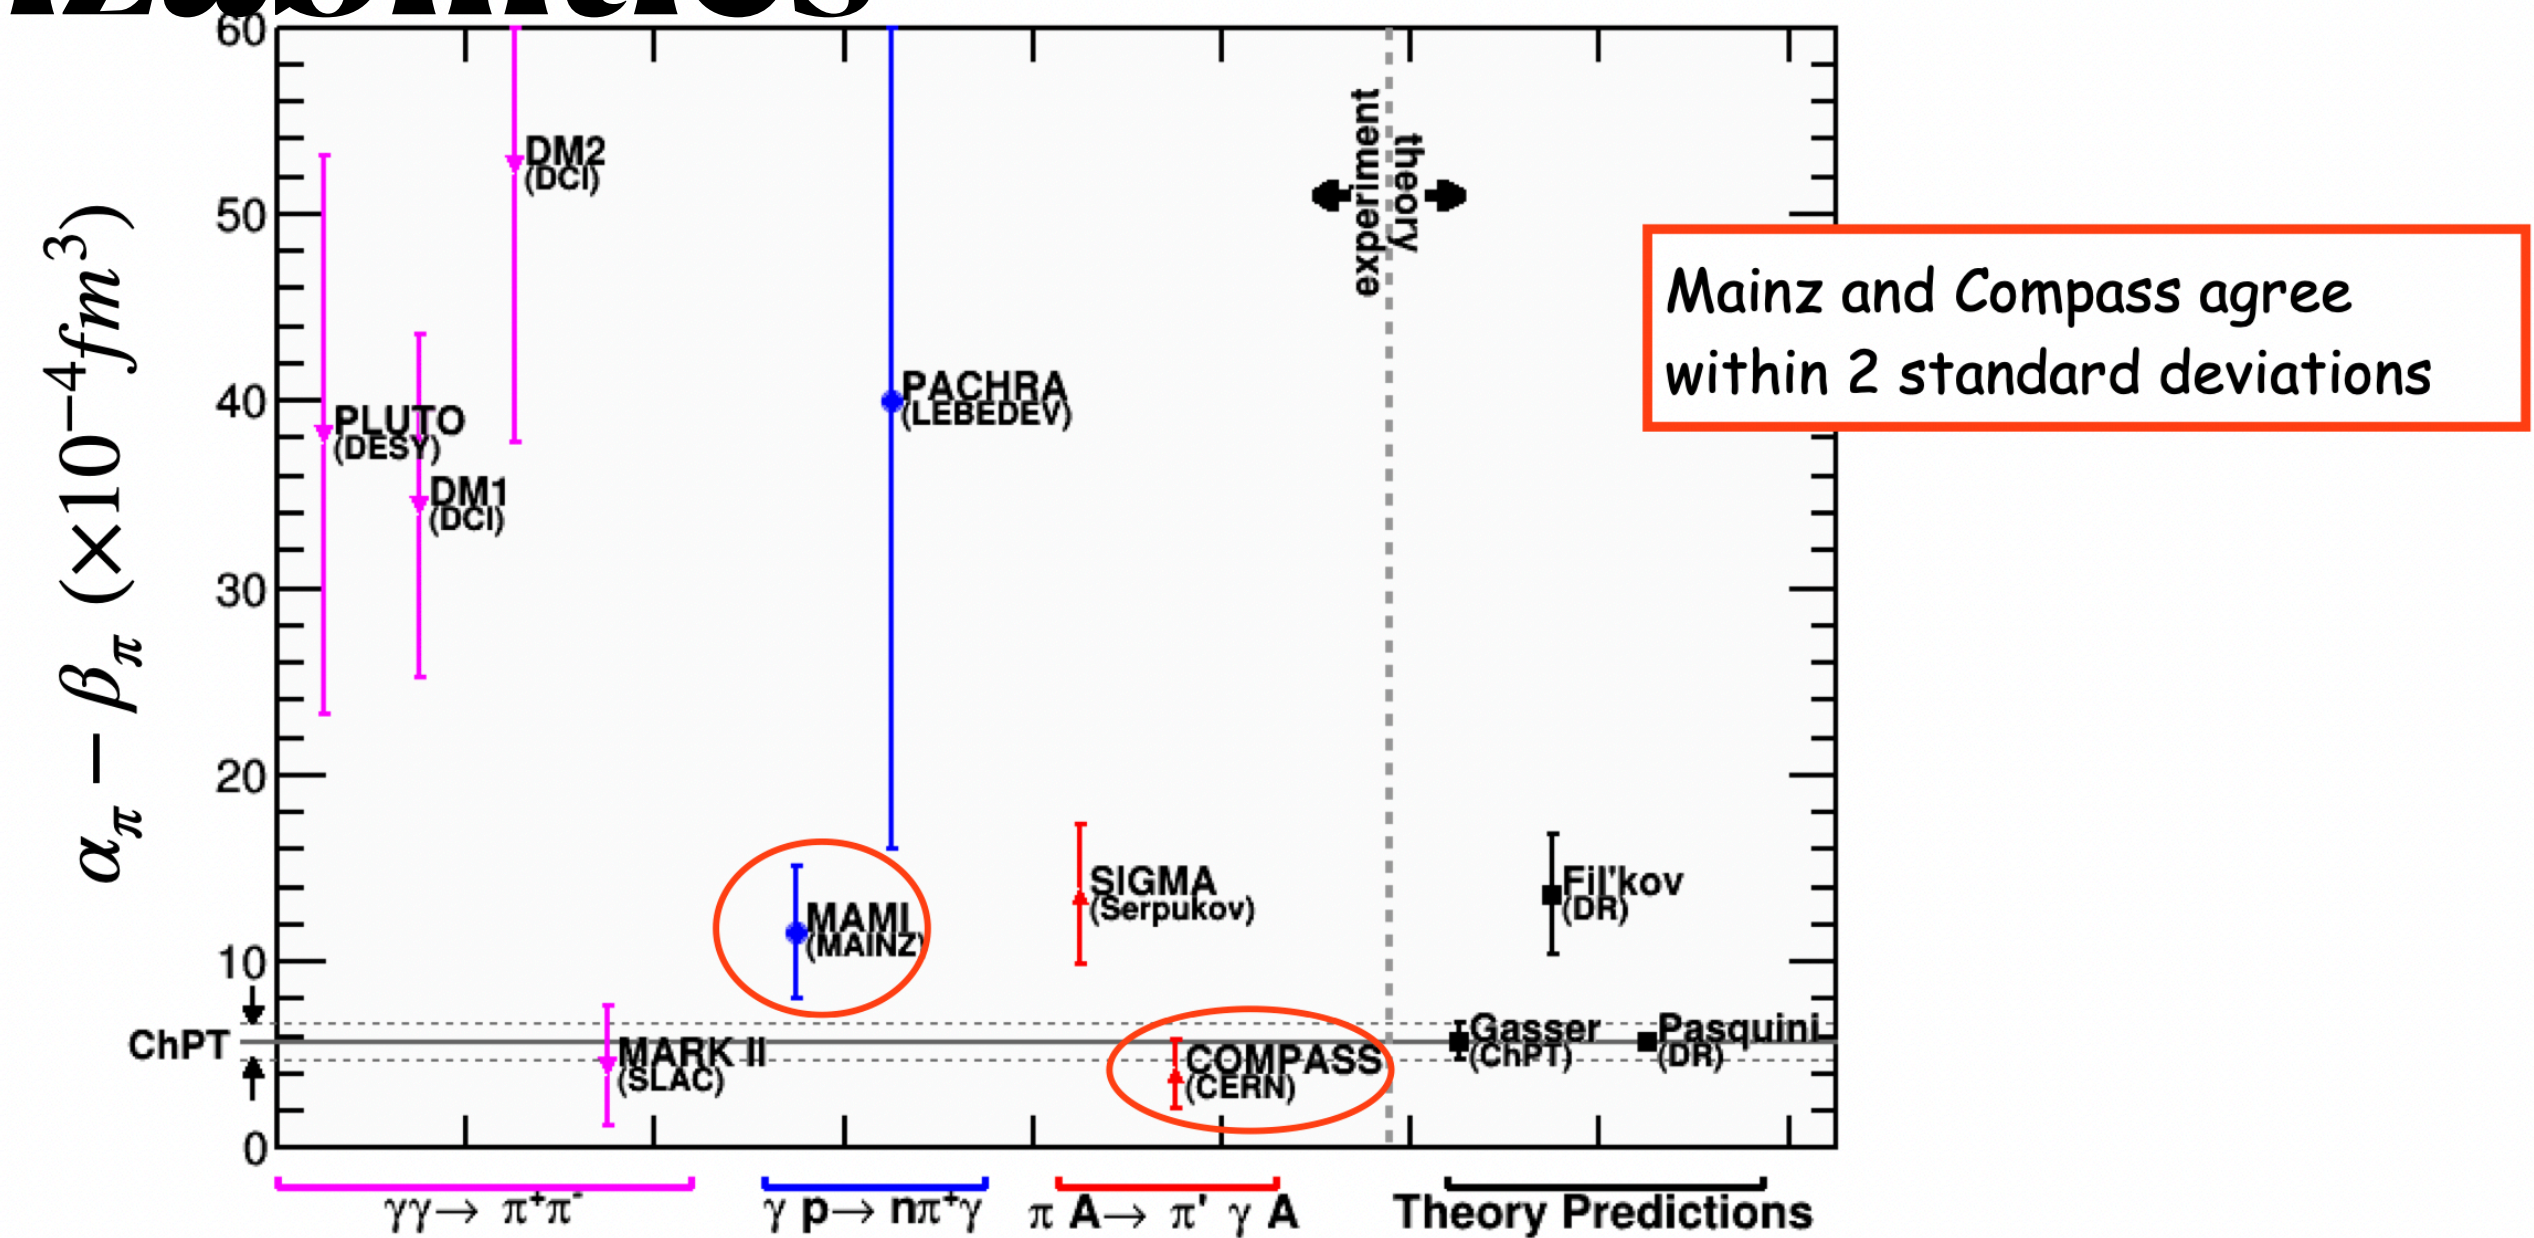 60
50
40
30
20
10
0
ChPT
α_π − β_π (×10⁻⁴fm³)
DM2
(DCI)
PLUTO
(DESY)
DM1
(DCI)
MARK II
(SLAC)
PACHRA
(LEBEDEV)
MAMI
(MAINZ)
SIGMA
(Serpukov)
COMPASS
(CERN)
experiment
theory
Mainz and Compass agree
within 2 standard deviations
Fil'kov
(DR)
Gasser
(ChPT)
Pasquini
(DR)
γγ→ π⁺π⁻
γ p→ nπ⁺γ
π A→ π' γ A
Theory Predictions